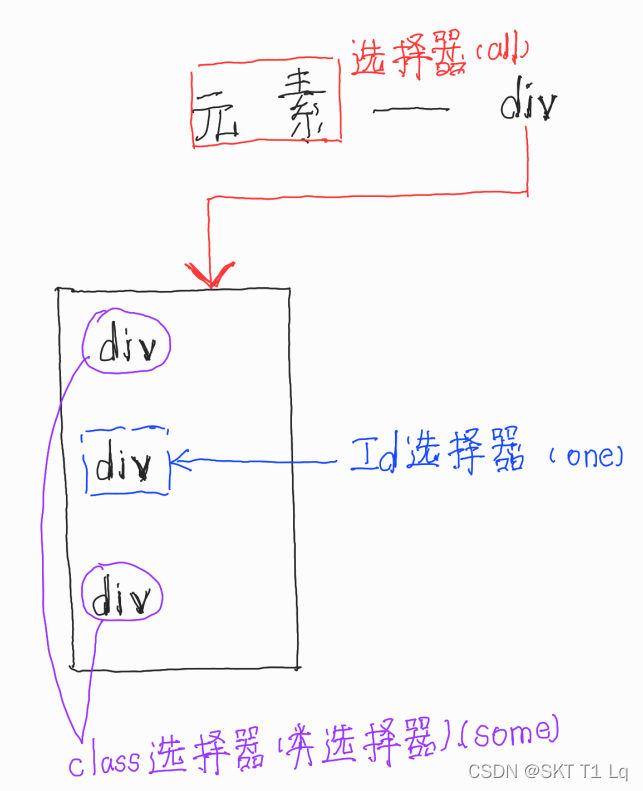 选择器(all)
元素 — div
div
div
Id选择器(one)
div
class选择器(类选择器)(some)
CSDN @SKT T1 Lq